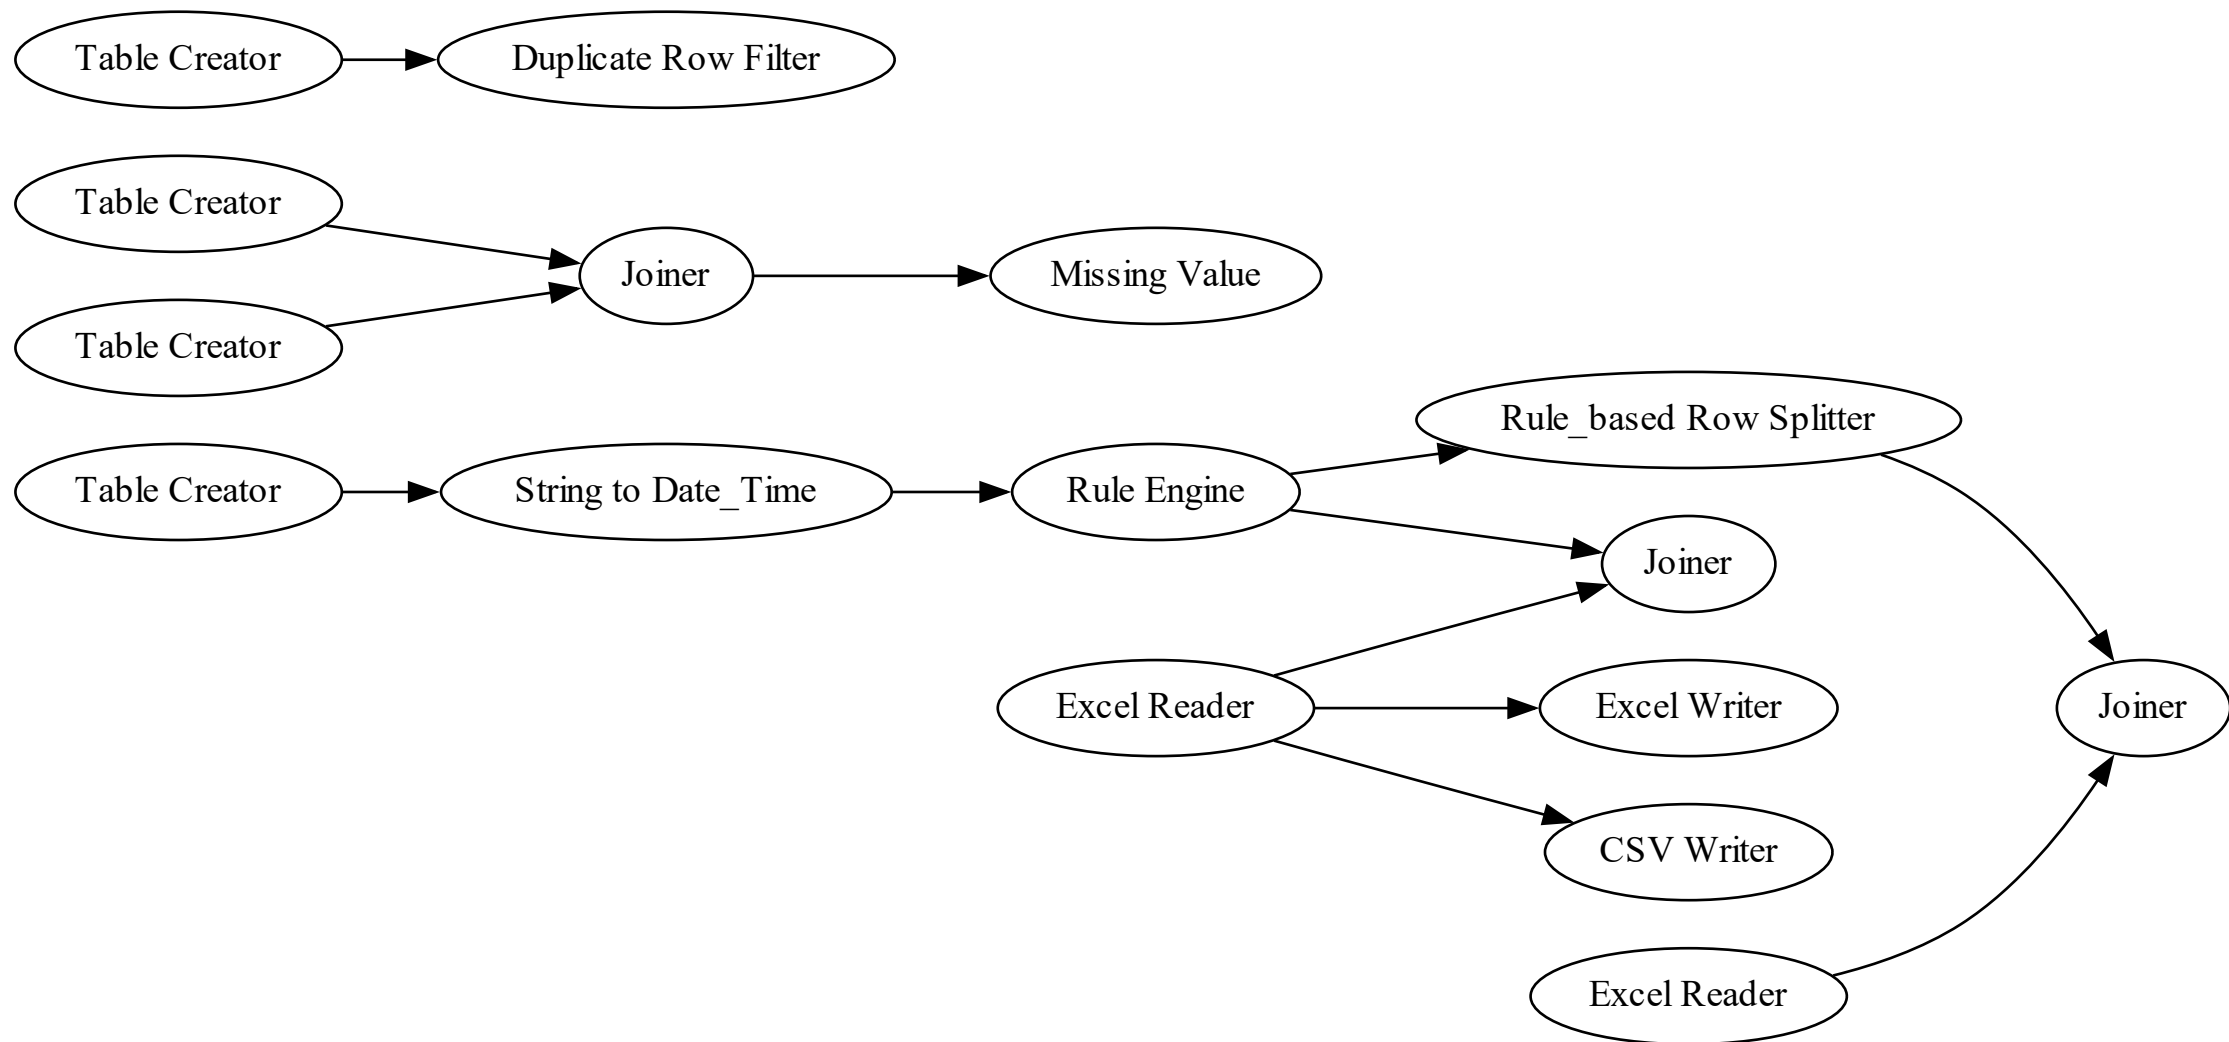 Table Creator
Duplicate Row Filter
Table Creator
Joiner
Missing Value
Table Creator
Rule_based Row Splitter
Table Creator
String to Date_Time
Rule Engine
Joiner
Excel Reader
Excel Writer
Joiner
CSV Writer
Excel Reader